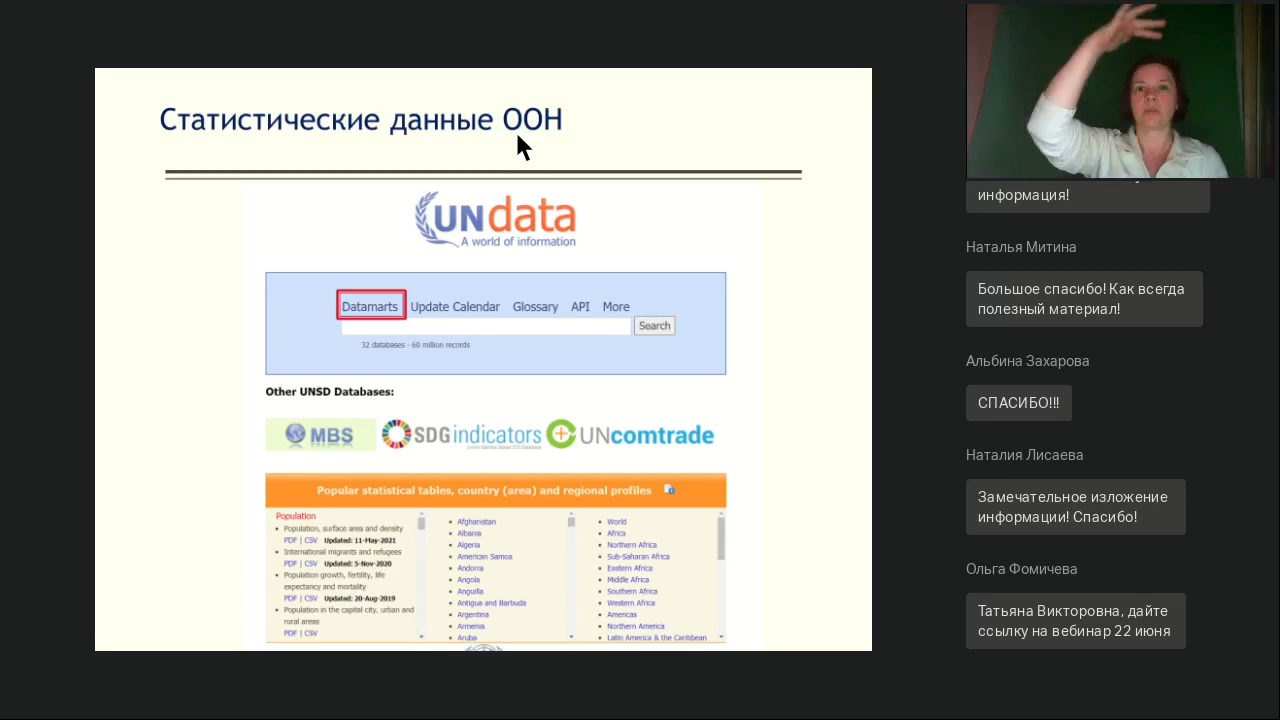 Статистические данные ООН
UNdata
A world of information
Datamarts Update Calendar Glossary API More
Search
32 databases - 60 million records
Other UNSD Databases:
MBS SDG indicators UNcomtrade
Popular statistical tables, country (area) and regional profiles
Population
Population, surface area and density
PDF | CSV Updated: 11-May-2021
International migrants and refugees
PDF | CSV Updated: 5-Nov-2020
Population growth, fertility, life
expectancy and mortality
PDF | CSV Updated: 20-Aug-2019
Population in the capital city, urban and
rural areas
PDF | CSV
Afghanistan
Albania
Algeria
American Samoa
Andorra
Angola
Anguilla
Antigua and Barbuda
Argentina
Armenia
Aruba
World
Africa
Northern Africa
Sub-Saharan Africa
Eastern Africa
Middle Africa
Southern Africa
Western Africa
Americas
Northern America
Latin America & the Caribbean
информация!
Наталья Митина
Большое спасибо! Как всегда
полезный материал!
Альбина Захарова
СПАСИБО!!!
Наталия Лисаева
Замечательное изложение
информации! Спасибо!
Ольга Фомичева
Татьяна Викторовна, дайте
ссылку на вебинар 22 июня